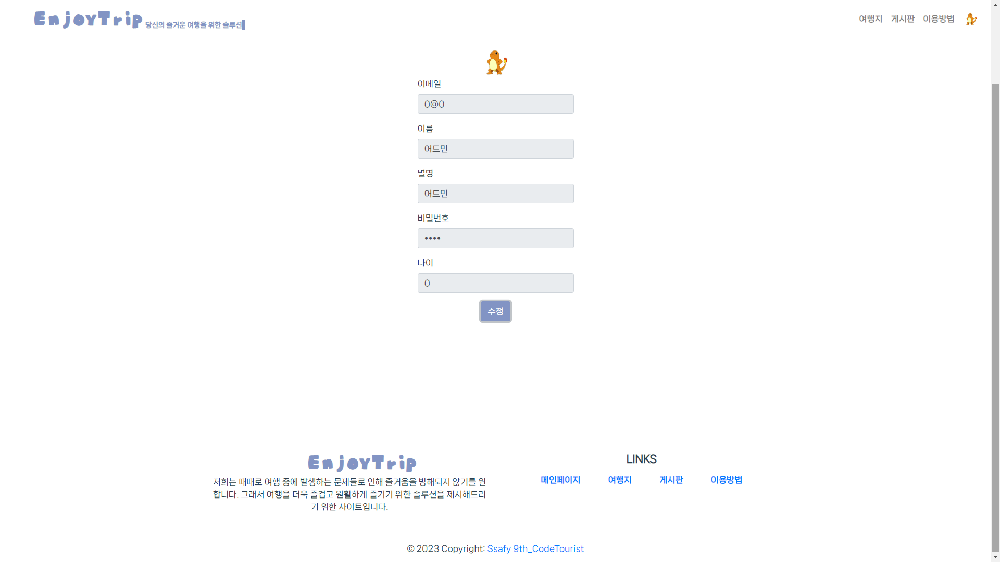 EnjoyTrip 당신의 즐거운 여행을 위한 솔루션
여행지 게시판 이용방법
이메일
0@0
이름
어드민
별명
어드민
비밀번호
••••
나이
0
수정
EnjoyTrip
저희는 때때로 여행 중에 발생하는 문제들로 인해 즐거움을 방해되지 않기를 원
합니다. 그래서 여행을 더욱 즐겁고 원활하게 즐기기 위한 솔루션을 제시해드리
기 위한 사이트입니다.
LINKS
메인페이지 여행지 게시판 이용방법
© 2023 Copyright: Ssafy 9th_CodeTourist